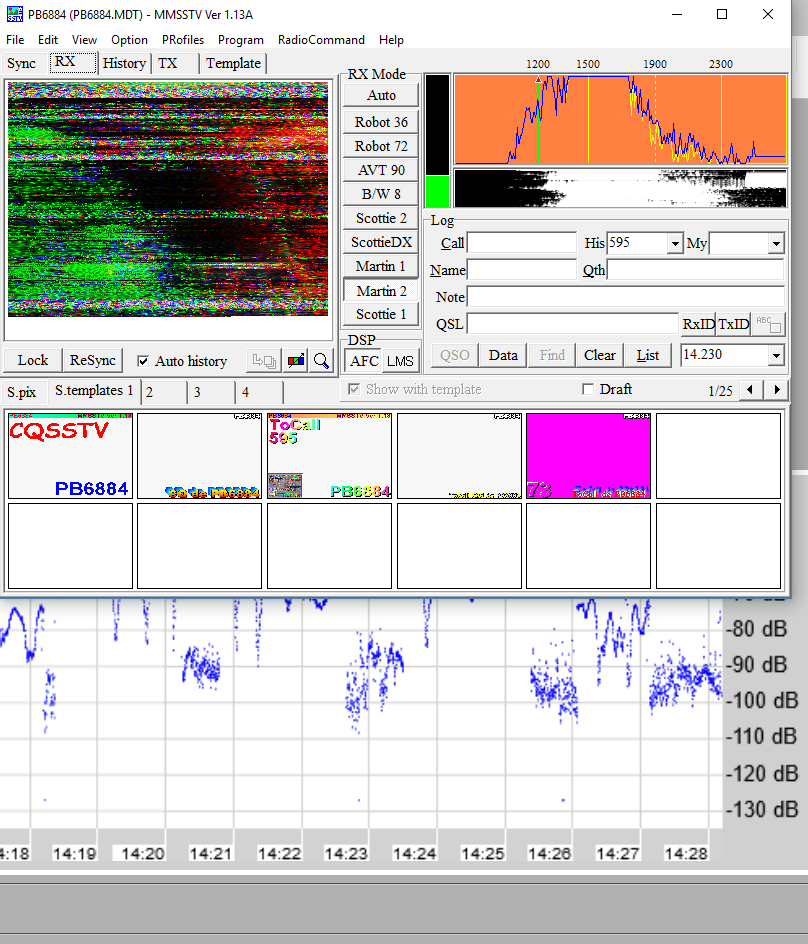 PB6884 (PB6884.MDT) - MMSSTV Ver 1.13A
File Edit View Option PRofiles Program RadioCommand Help
Sync RX History TX Template
RX Mode
Auto
Robot 36
Robot 72
AVT 90
B/W 8
Scottie 2
ScottieDX
Martin 1
Martin 2
Scottie 1
DSP
AFC LMS
1200 1500 1900 2300
Log
Call His 595 My
Name Qth
Note
QSL RxID TxID ABC
QSO Data Find Clear List 14.230
Lock ReSync Auto history
Show with template Draft 1/25
S.pix S.templates 1 2 3 4
CQSSTV
PB6884
PB6884
ToCall
595
PB6884
73
-80 dB
-90 dB
-100 dB
-110 dB
-120 dB
-130 dB
4:18 14:19 14:20 14:21 14:22 14:23 14:24 14:25 14:26 14:27 14:28